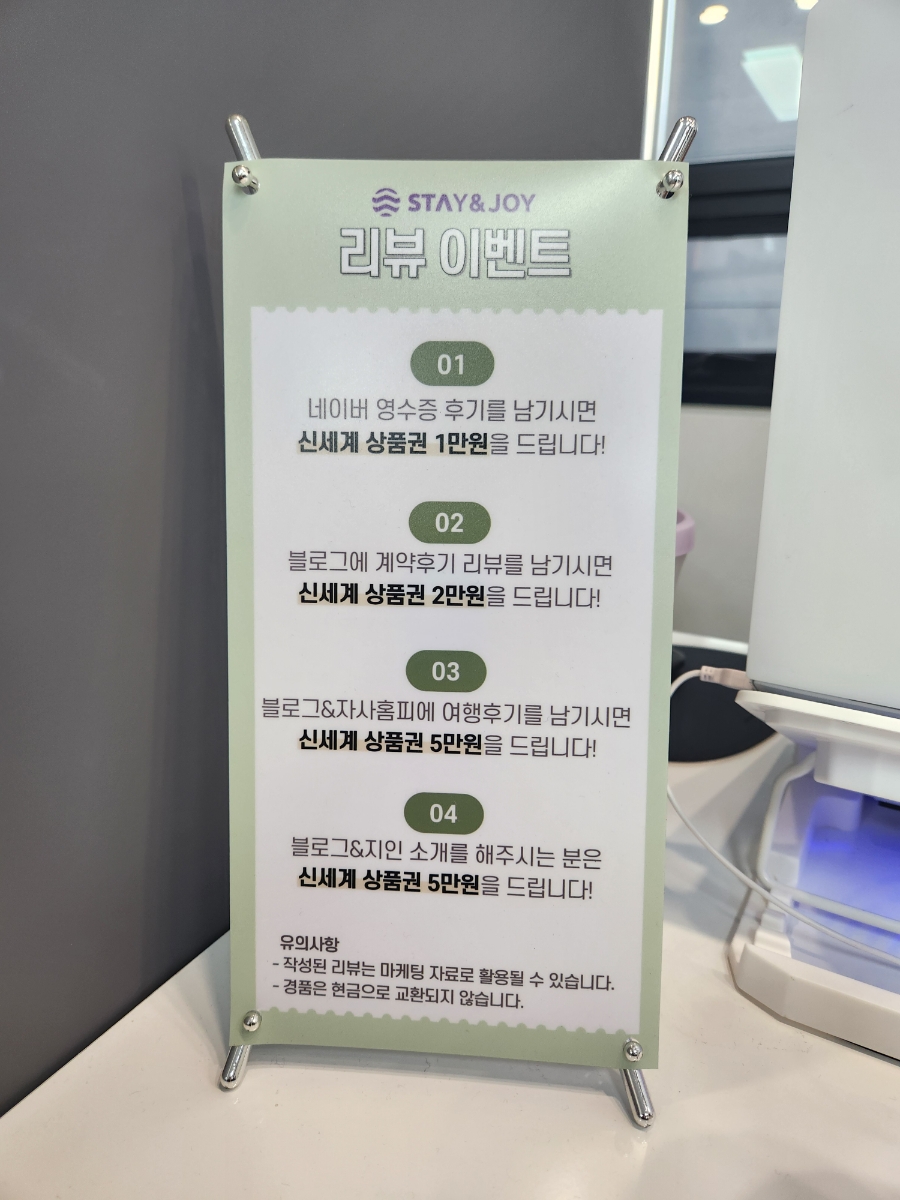 STAY&JOY
리뷰 이벤트
01
네이버 영수증 후기를 남기시면
신세계 상품권 1만원을 드립니다!
02
블로그에 계약후기 리뷰를 남기시면
신세계 상품권 2만원을 드립니다!
03
블로그&자사홈피에 여행후기를 남기시면
신세계 상품권 5만원을 드립니다!
04
블로그&지인 소개를 해주시는 분은
신세계 상품권 5만원을 드립니다!
유의사항
- 작성된 리뷰는 마케팅 자료로 활용될 수 있습니다.
- 경품은 현금으로 교환되지 않습니다.